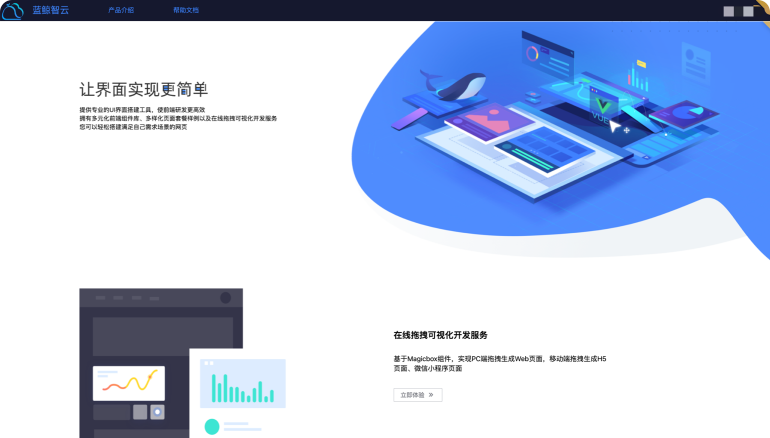 蓝鲸智云
产品介绍
帮助文档
让界面实现更简单
提供专业的UI界面搭建工具、使前端研发更高效
拥有多元化前端组件库、多样化页面套餐样例以及在线拖拽可视化开发服务
您可以轻松搭建满足自己需求场景的网页
VUE
在线拖拽可视化开发服务
基于Magicbox组件，实现PC端拖拽生成Web页面，移动端拖拽生成H5
页面、微信小程序页面
立即体验 »